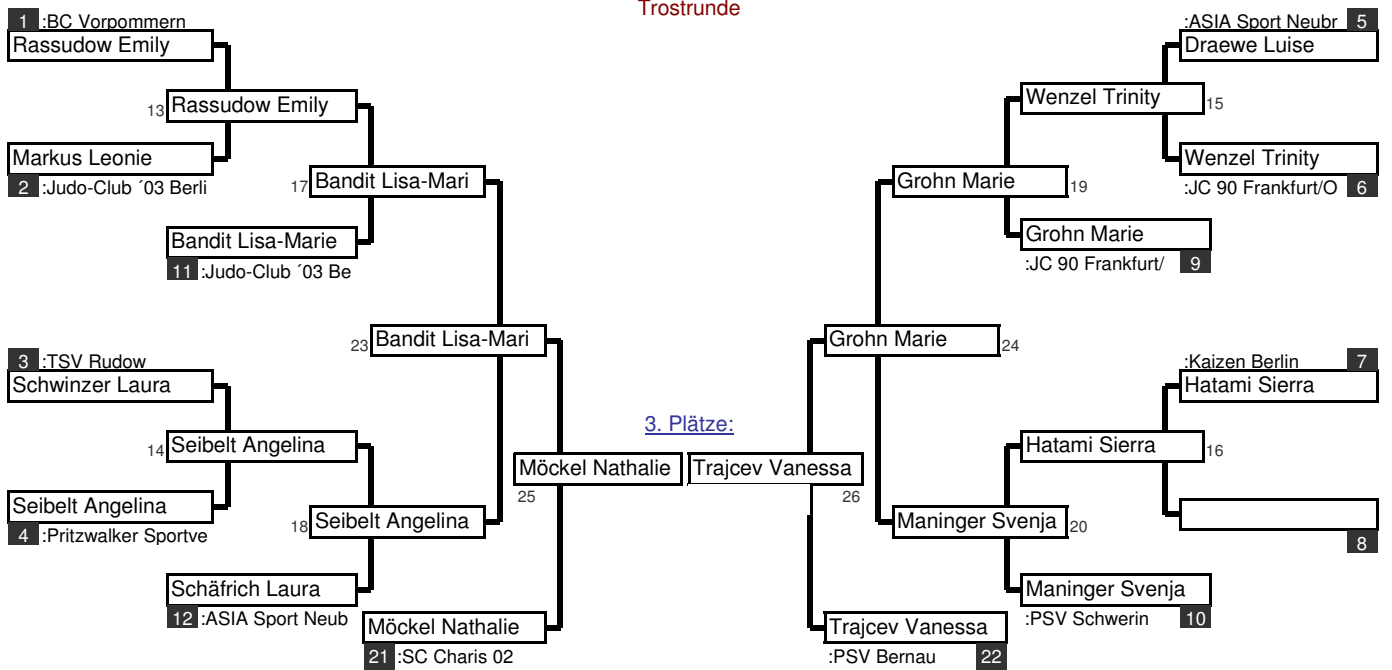 Trostrunde
1 :BC Vorpommern
Rassudow Emily
:ASIA Sport Neubr 5
Draewe Luise
13 Rassudow Emily
Wenzel Trinity 15
Markus Leonie
2 :Judo-Club ´03 Berli
Wenzel Trinity
:JC 90 Frankfurt/O 6
17 Bandit Lisa-Mari
Grohn Marie 19
Bandit Lisa-Marie
11 :Judo-Club ´03 Be
Grohn Marie
:JC 90 Frankfurt/ 9
23 Bandit Lisa-Mari
Grohn Marie 24
3 :TSV Rudow
Schwinzer Laura
:Kaizen Berlin 7
Hatami Sierra
3. Plätze:
14 Seibelt Angelina
Hatami Sierra 16
Möckel Nathalie
25
Trajcev Vanessa
26
Seibelt Angelina
4 :Pritzwalker Sportve
8
18 Seibelt Angelina
Maninger Svenja 20
Schäfrich Laura
12 :ASIA Sport Neub
Maninger Svenja
:PSV Schwerin 10
Möckel Nathalie
21 :SC Charis 02
Trajcev Vanessa
:PSV Bernau 22